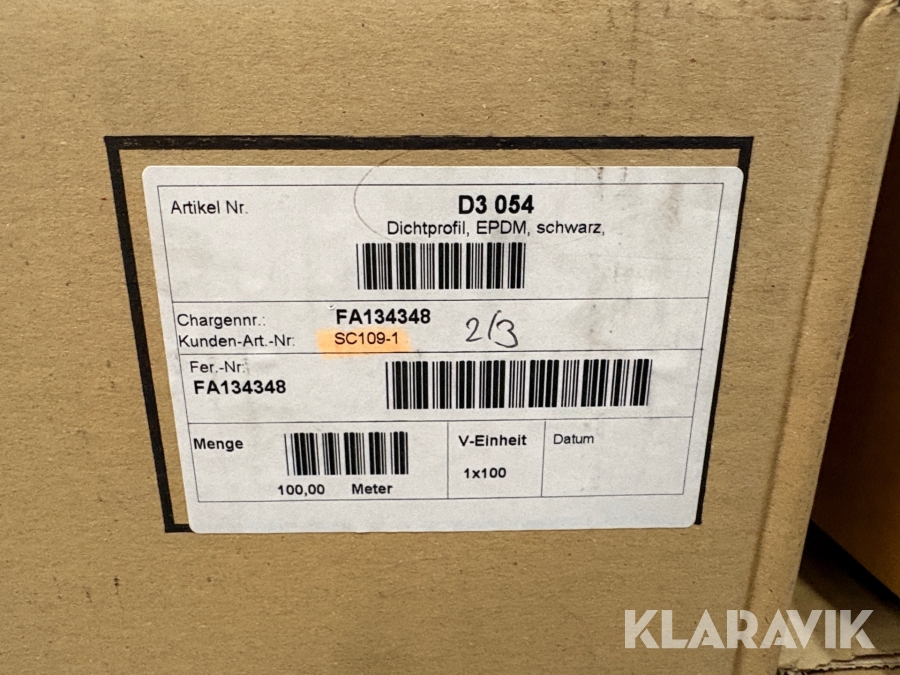 Artikel Nr.
D3 054
Dichtprofil, EPDM, schwarz,
Chargennr.: FA134348
Kunden-Art.-Nr: SC109-1
2/3
Fer.-Nr:
FA134348
Menge
100,00 Meter
V-Einheit
1x100
Datum
KLARAVIK